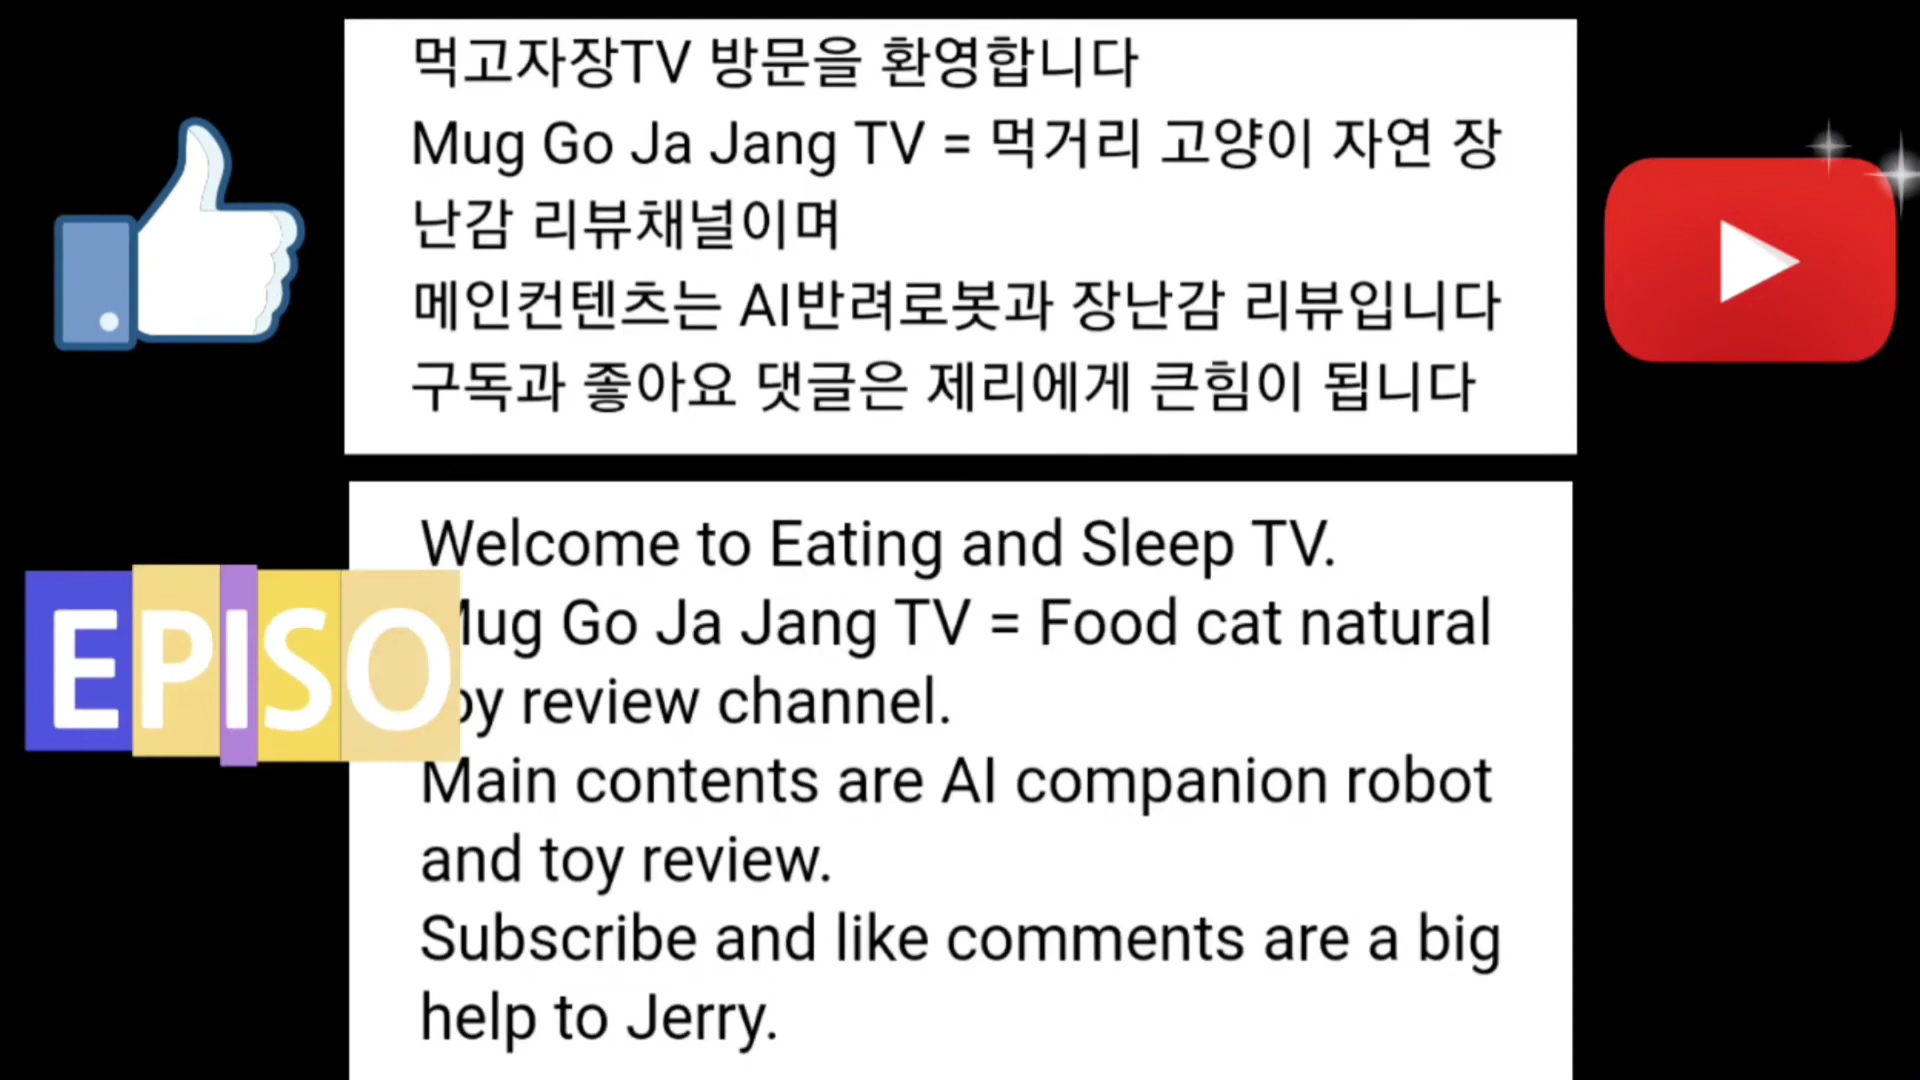 먹고자장TV 방문을 환영합니다
Mug Go Ja Jang TV = 먹거리 고양이 자연 장
난감 리뷰채널이며
메인컨텐츠는 AI반려로봇과 장난감 리뷰입니다
구독과 좋아요 댓글은 제리에게 큰힘이 됩니다
Welcome to Eating and Sleep TV.
Mug Go Ja Jang TV = Food cat natural
toy review channel.
Main contents are AI companion robot
and toy review.
Subscribe and like comments are a big
help to Jerry.
EPISO